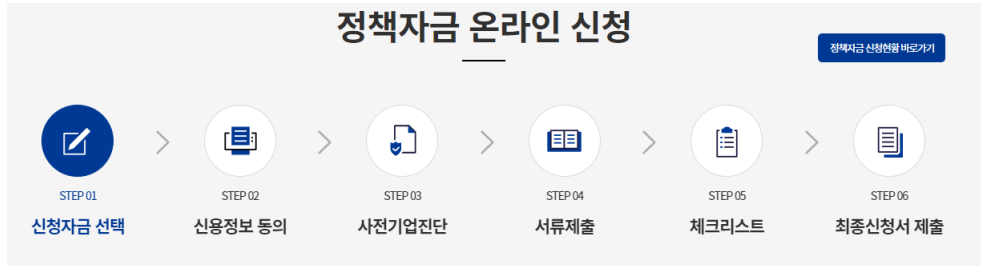 정책자금 온라인 신청
정책자금 신청현황 바로가기
STEP 01
신청자금 선택
STEP 02
신용정보 동의
STEP 03
사전기업진단
STEP 04
서류제출
STEP 05
체크리스트
STEP 06
최종신청서 제출